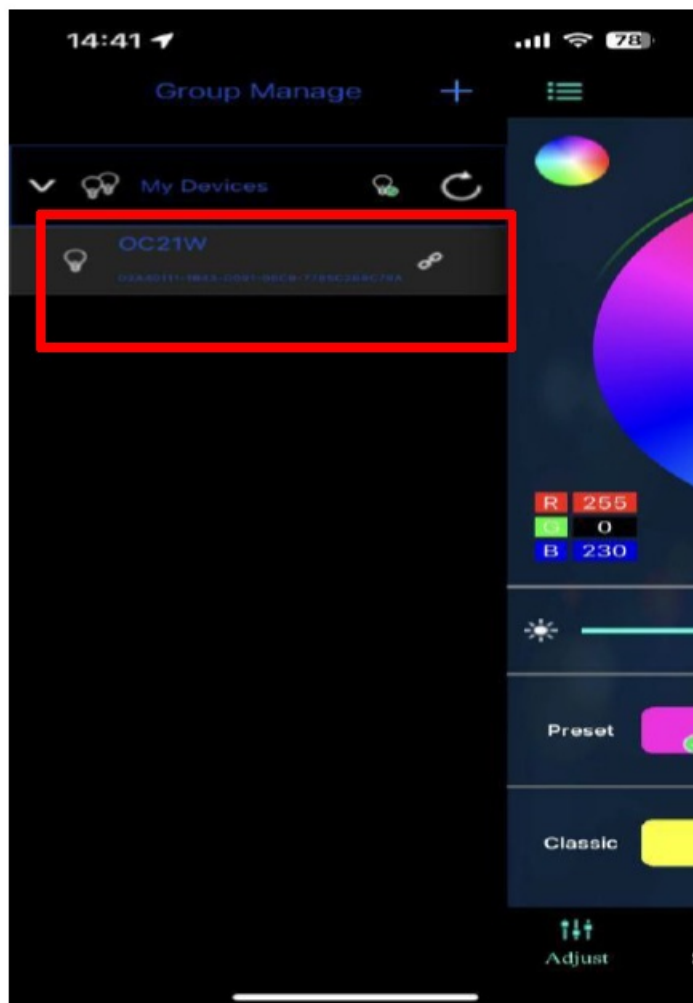 14:41
78
Group Manage
My Devices
OC21W
R 255
G 0
B 230
Preset
Classic
Adjust